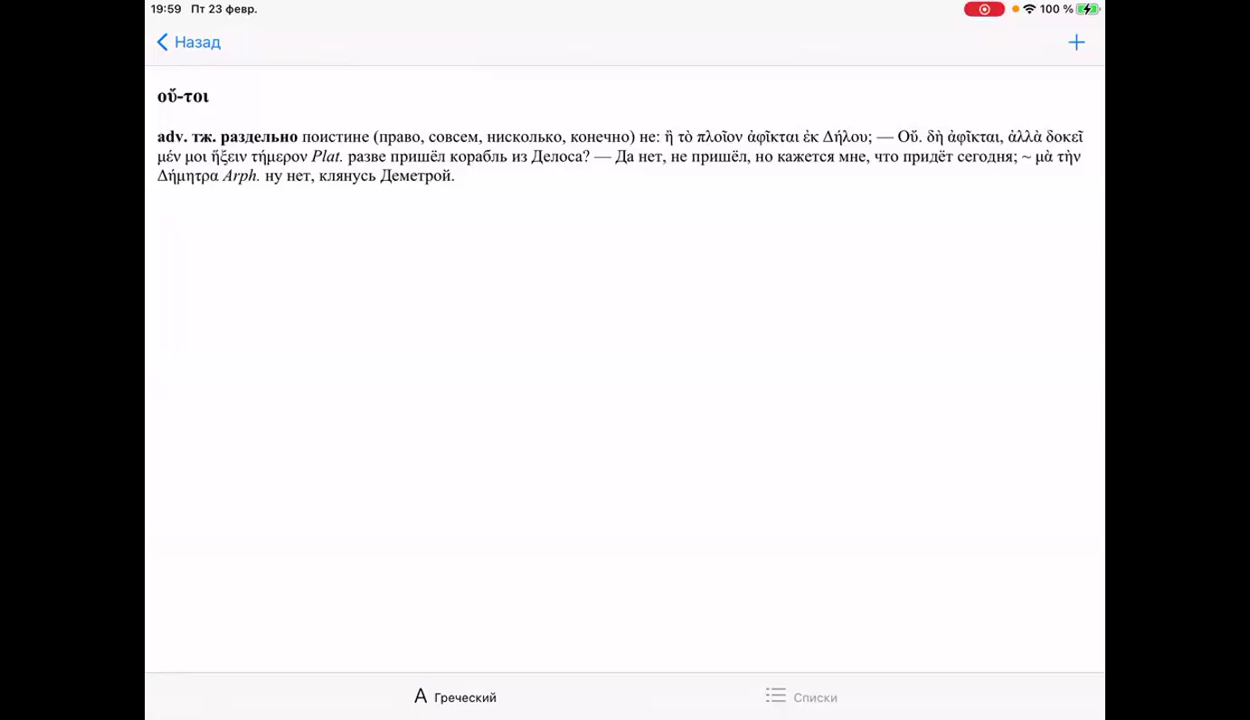 19:59 Пт 23 февр. 100 %
Назад
οὔ-τοι
adv. тж. раздельно поистине (право, совсем, нисколько, конечно) не: ἢ τὸ πλοῖον ἀφῖκται ἐκ Δήλου; — Οὔ. δὴ ἀφῖκται, ἀλλὰ δοκεῖ
μέν μοι ἥξειν τήμερον Plat. разве пришёл корабль из Делоса? — Да нет, не пришёл, но кажется мне, что придёт сегодня; ~ μὰ τὴν
Δήμητρα Arph. ну нет, клянусь Деметрой.
A Греческий Списки